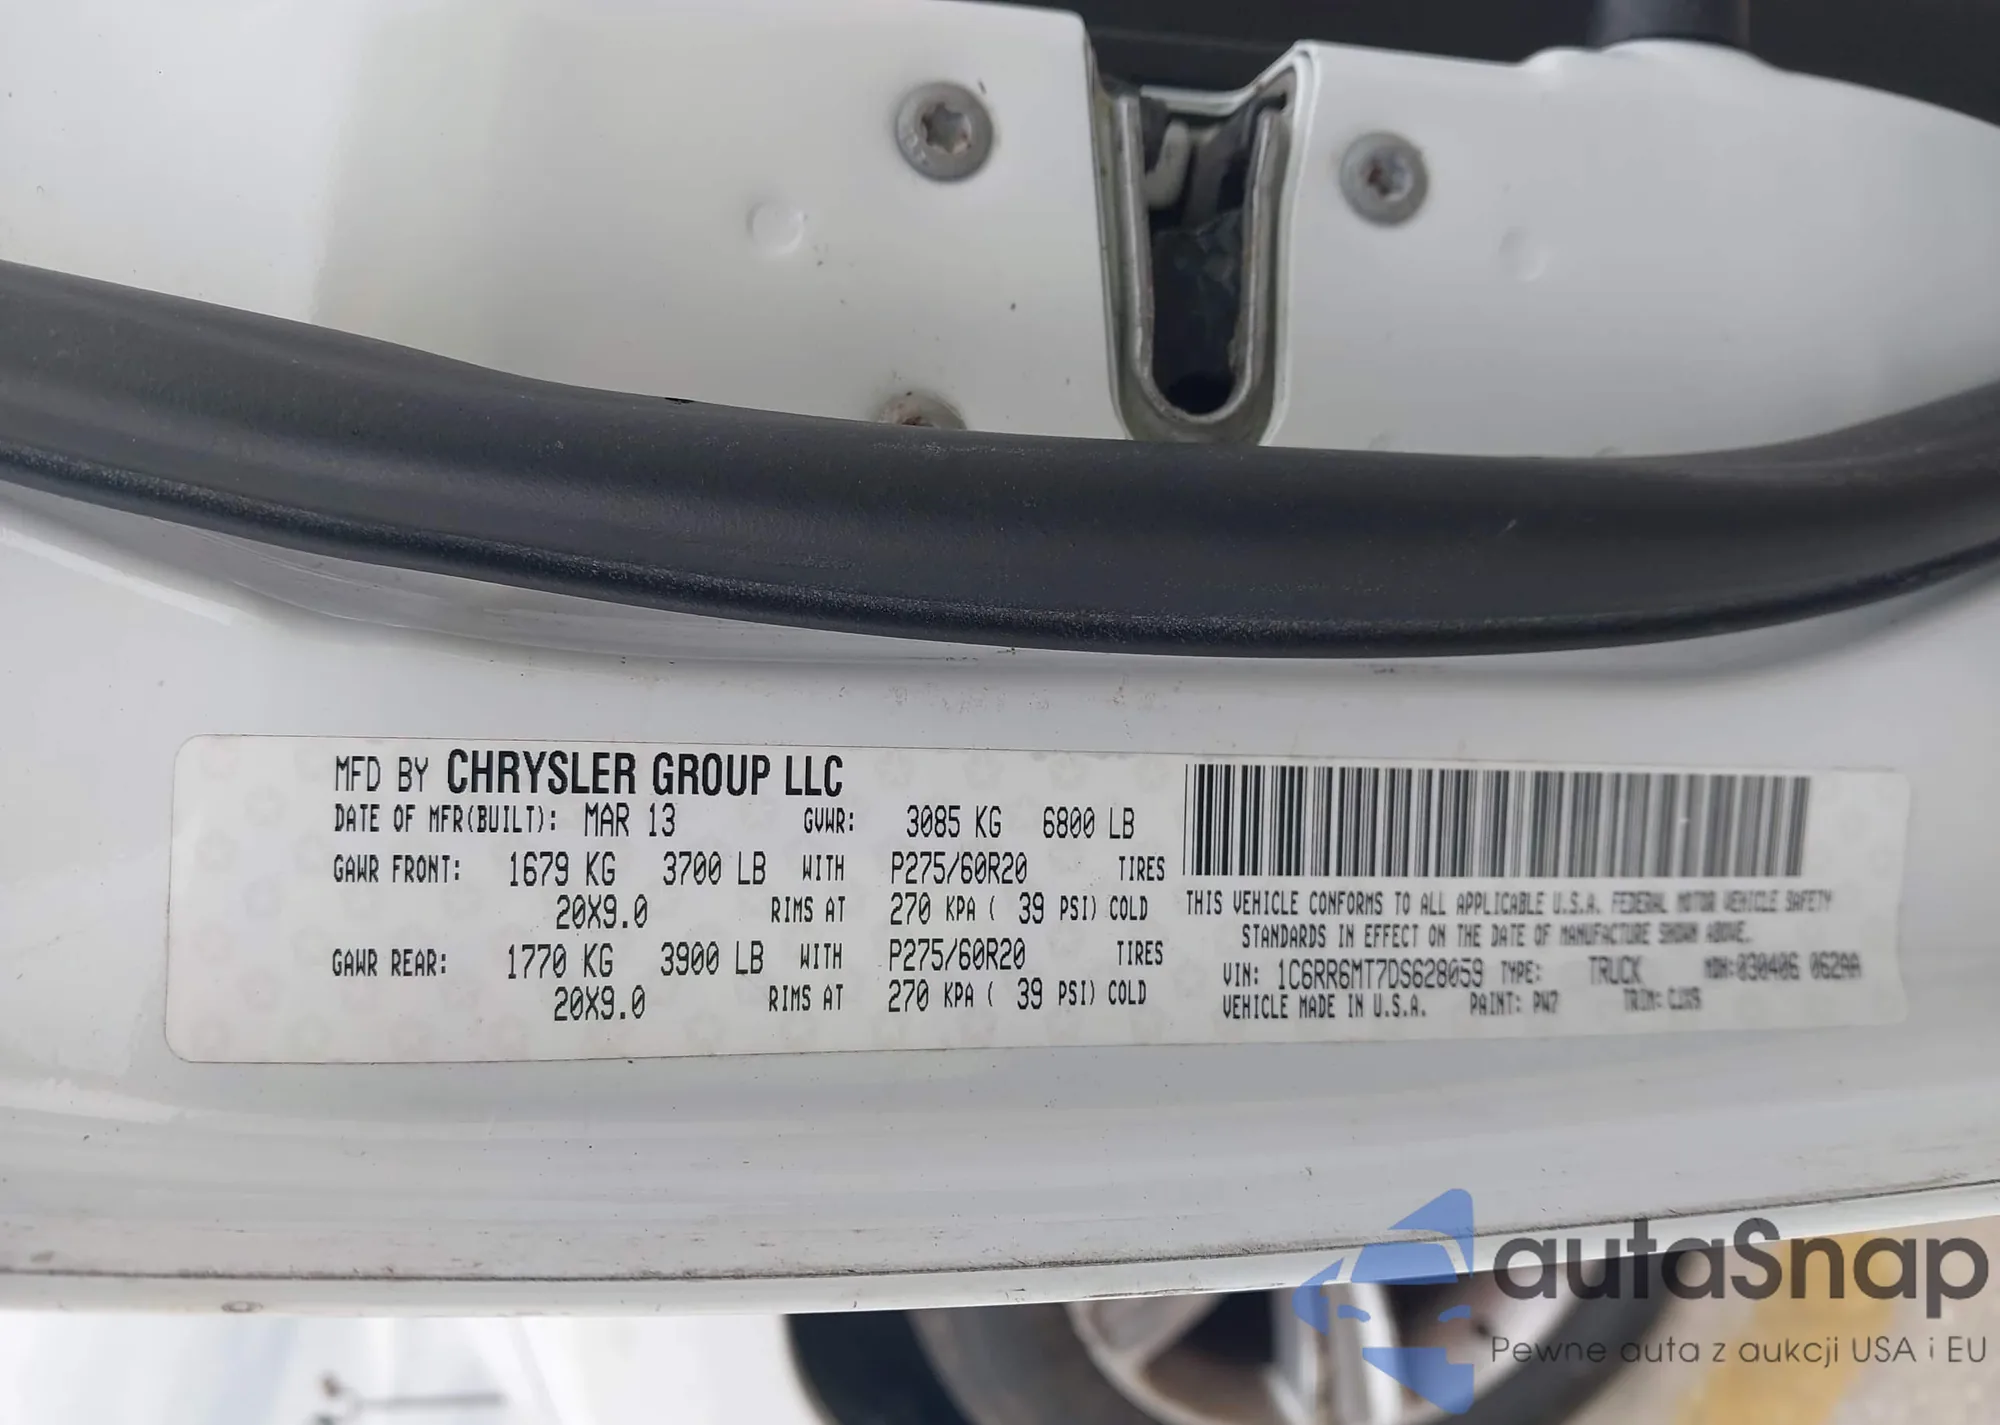 MFD BY CHRYSLER GROUP LLC
DATE OF MFR(BUILT): MAR 13 GVWR: 3085 KG 6800 LB
GAWR FRONT: 1679 KG 3700 LB WITH P275/60R20 TIRES
20X9.0 RIMS AT 270 KPA ( 39 PSI) COLD
GAWR REAR: 1770 KG 3900 LB WITH P275/60R20 TIRES
20X9.0 RIMS AT 270 KPA ( 39 PSI) COLD
THIS VEHICLE CONFORMS TO ALL APPLICABLE U.S.A. FEDERAL MOTOR VEHICLE SAFETY
STANDARDS IN EFFECT ON THE DATE OF MANUFACTURE SHOWN ABOVE.
VIN: 1C6RR6MT7DS628059 TYPE: TRUCK MDH:030406 062AA
VEHICLE MADE IN U.S.A. PAINT: PW7 TRIM:
autaSnap
Pewne auta z aukcji USA i EU